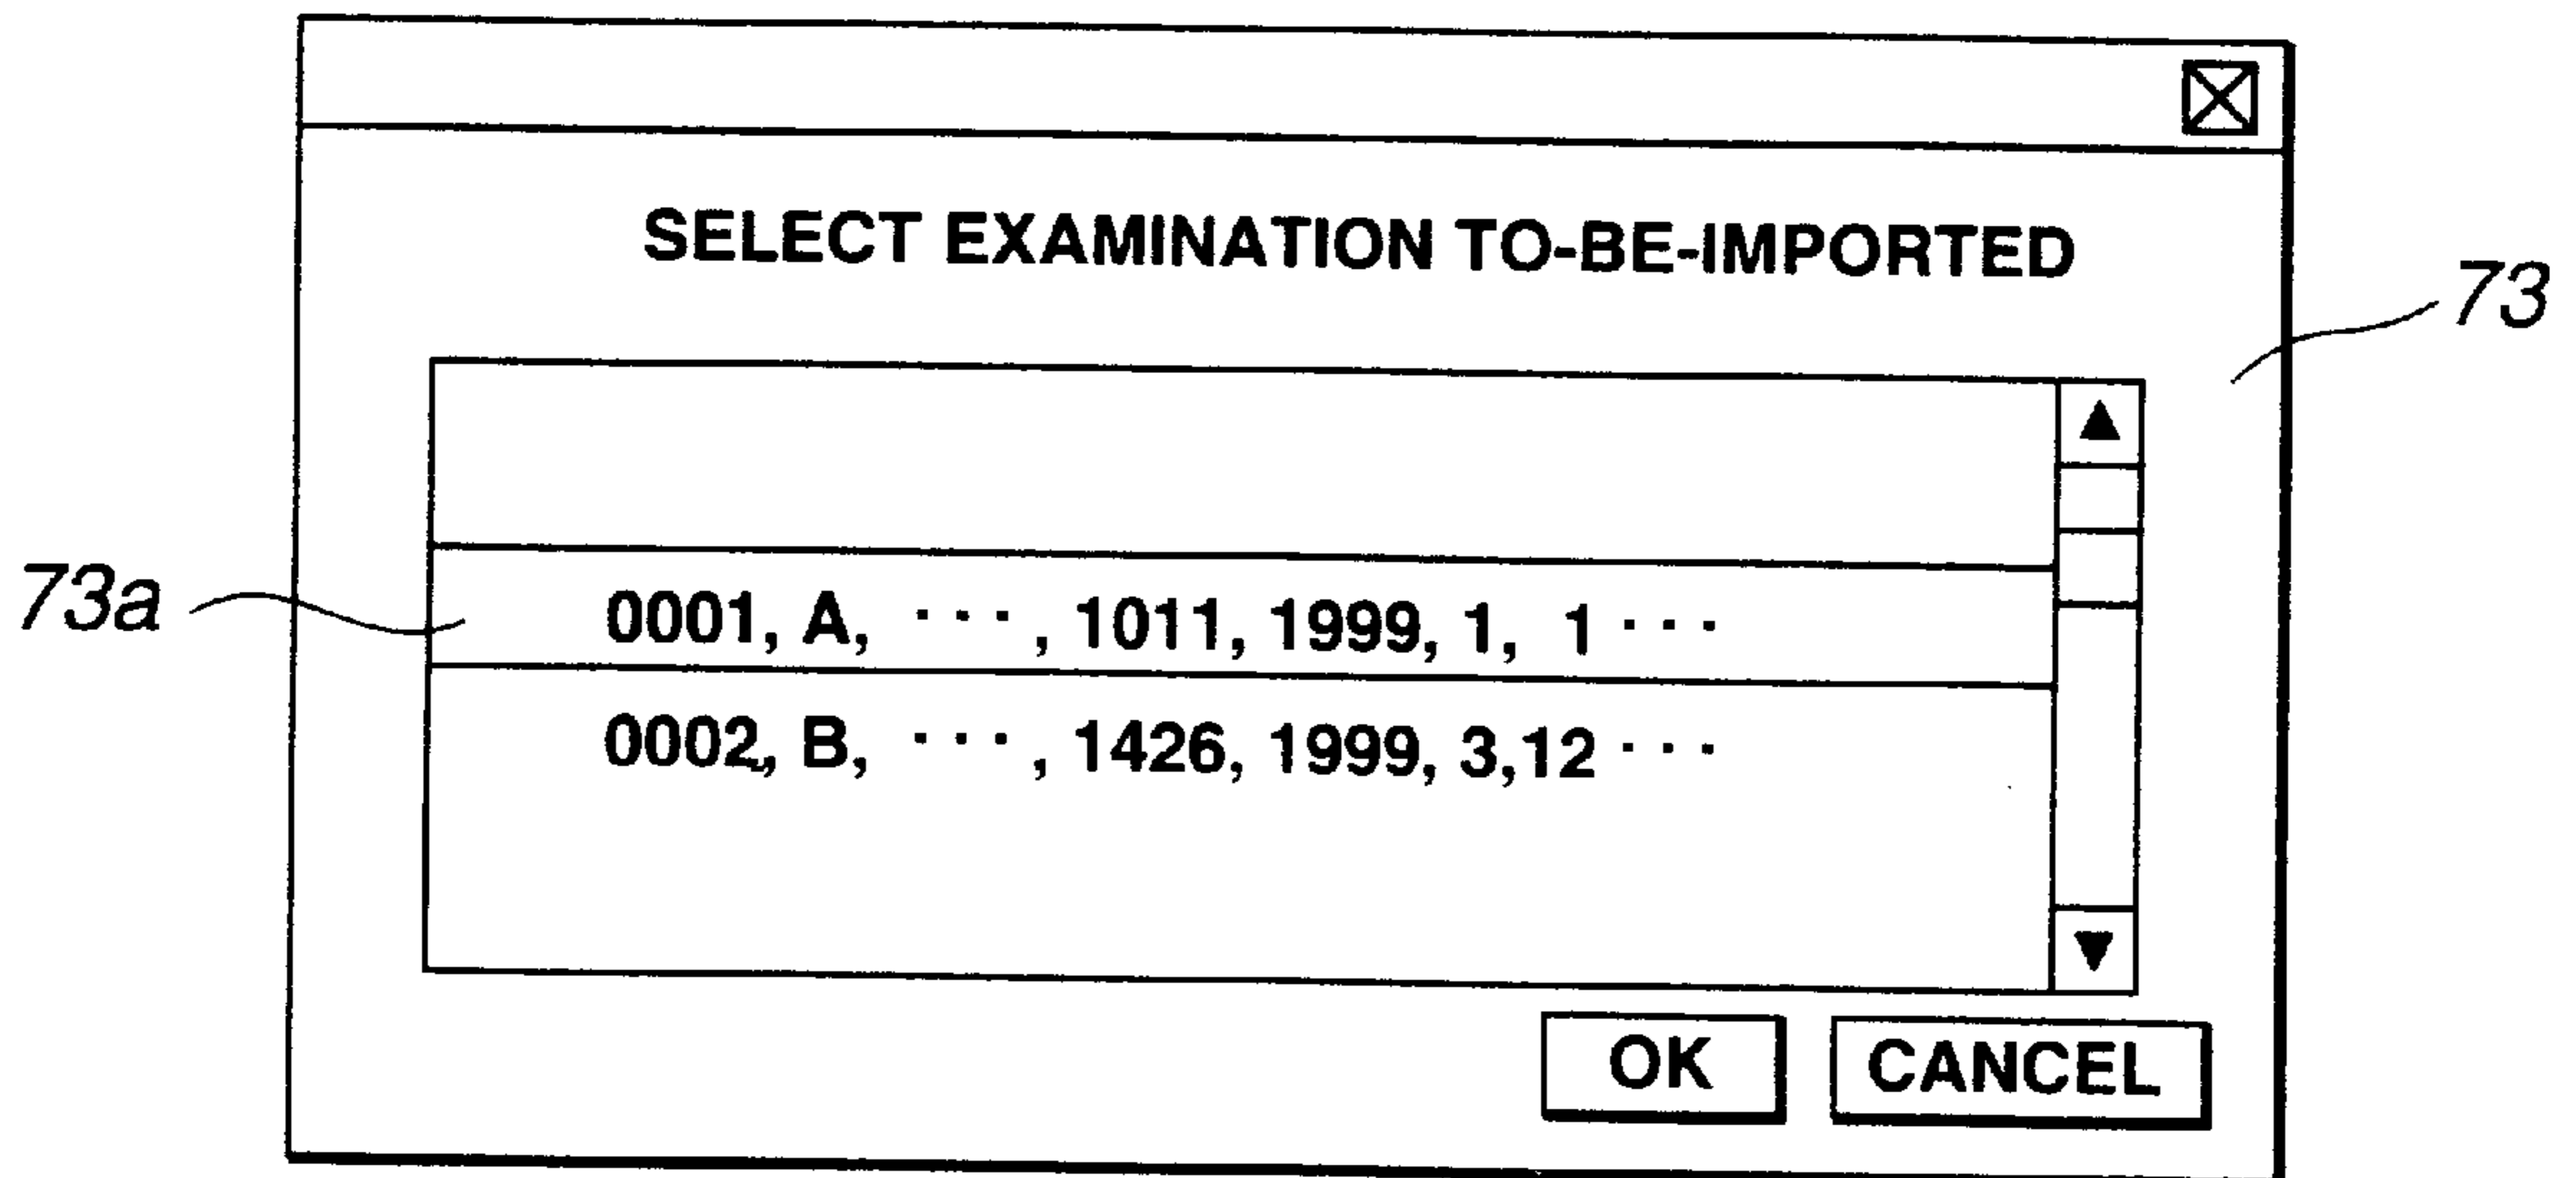 SELECT EXAMINATION TO-BE-IMPORTED
73
73a
0001, A, ･･･, 1011, 1999, 1, 1 ･･･
0002, B, ･･･, 1426, 1999, 3,12 ･･･
OK
CANCEL